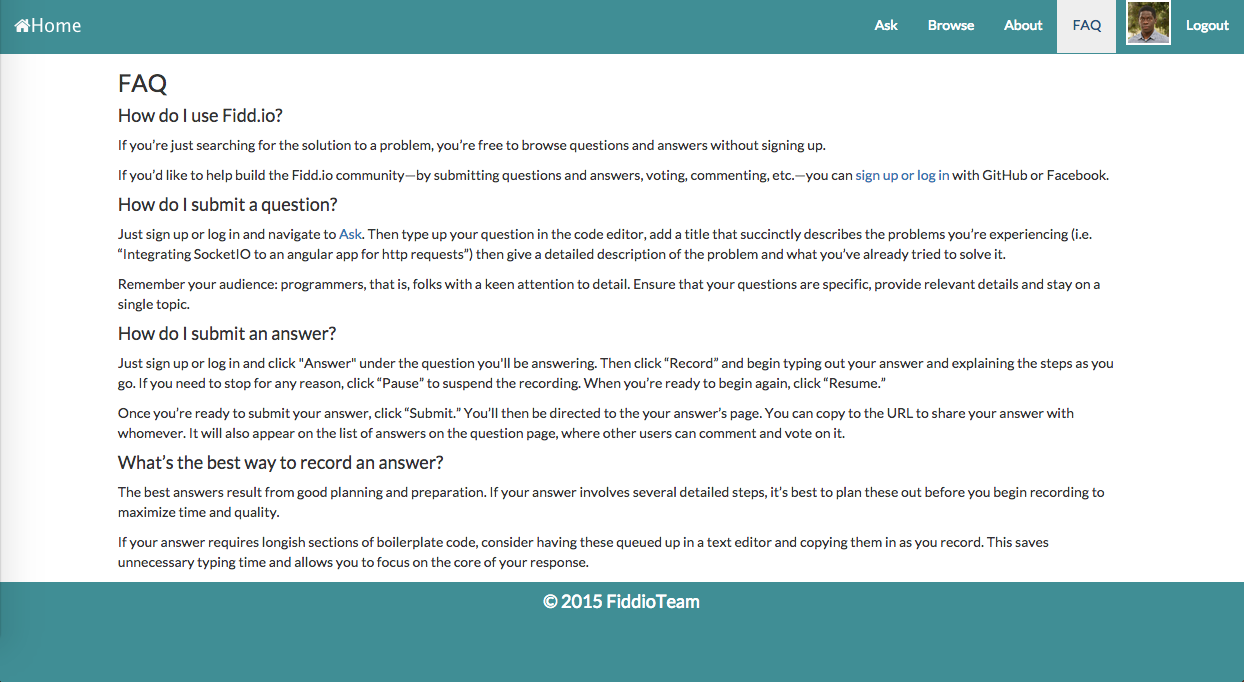 Home
Ask
Browse
About
FAQ
Logout
FAQ
How do I use Fidd.io?
If you’re just searching for the solution to a problem, you’re free to browse questions and answers without signing up.
If you’d like to help build the Fidd.io community—by submitting questions and answers, voting, commenting, etc.—you can sign up or log in with GitHub or Facebook.
How do I submit a question?
Just sign up or log in and navigate to Ask. Then type up your question in the code editor, add a title that succinctly describes the problems you’re experiencing (i.e.
“Integrating SocketIO to an angular app for http requests”) then give a detailed description of the problem and what you’ve already tried to solve it.
Remember your audience: programmers, that is, folks with a keen attention to detail. Ensure that your questions are specific, provide relevant details and stay on a
single topic.
How do I submit an answer?
Just sign up or log in and click "Answer" under the question you'll be answering. Then click “Record” and begin typing out your answer and explaining the steps as you
go. If you need to stop for any reason, click “Pause” to suspend the recording. When you’re ready to begin again, click “Resume.”
Once you’re ready to submit your answer, click “Submit.” You’ll then be directed to the your answer’s page. You can copy to the URL to share your answer with
whomever. It will also appear on the list of answers on the question page, where other users can comment and vote on it.
What’s the best way to record an answer?
The best answers result from good planning and preparation. If your answer involves several detailed steps, it’s best to plan these out before you begin recording to
maximize time and quality.
If your answer requires longish sections of boilerplate code, consider having these queued up in a text editor and copying them in as you record. This saves
unnecessary typing time and allows you to focus on the core of your response.
© 2015 FiddioTeam